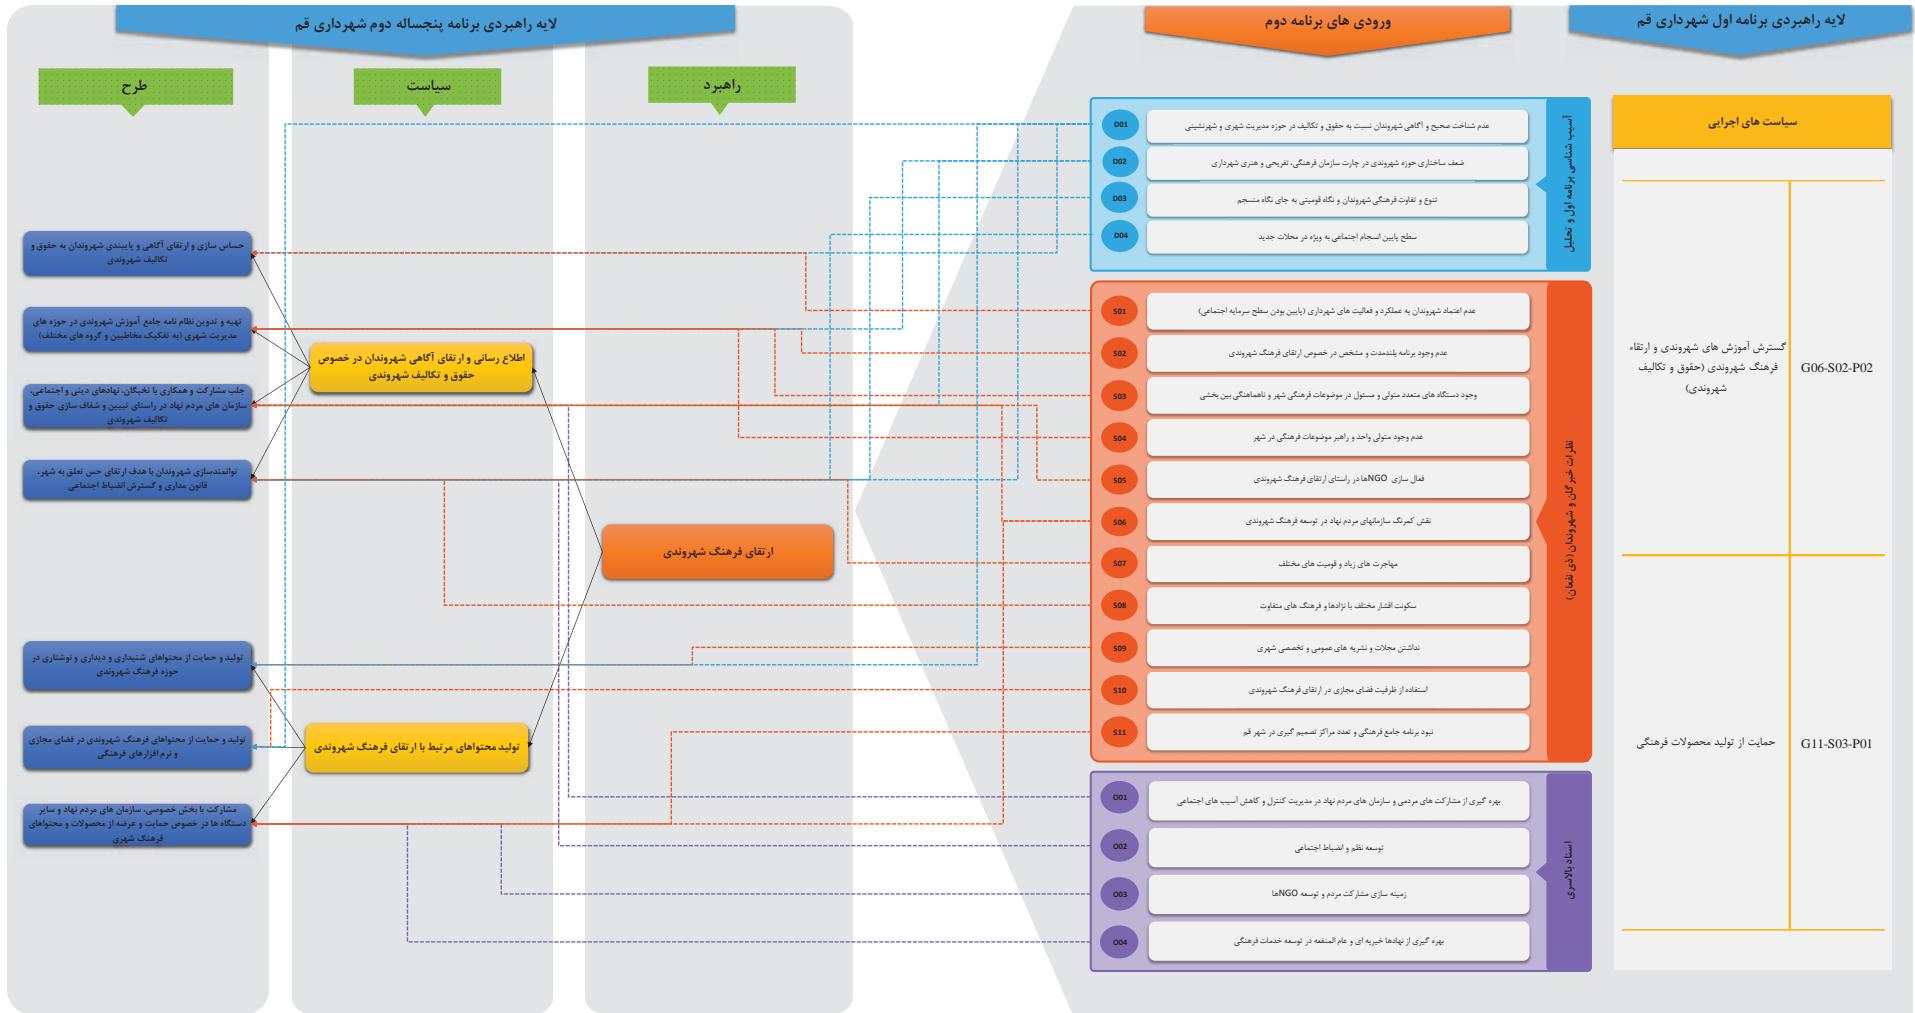 لایه راهبردی برنامه اول شهرداری قم
ورودی های برنامه دوم
لایه راهبردی برنامه پنجساله دوم شهرداری قم
سیاست های اجرایی
G06-S02-P02
گسترش آموزش های شهروندی و ارتقاء
فرهنگ شهروندی (حقوق و تکالیف
شهروندی)
G11-S03-P01
حمایت از تولید محصولات فرهنگی
آسیب شناسی برنامه اول و تحلیل
عدم شناخت صحیح و آگاهی شهروندان نسبت به حقوق و تکالیف در حوزه مدیریت شهری و شهرنشینی
D01
ضعف ساختاری حوزه شهروندی در چارت سازمان فرهنگی، تفریحی و هنری شهرداری
D02
تنوع و تفاوت فرهنگی شهروندان و نگاه قومیتی به جای نگاه منسجم
D03
سطح پایین انسجام اجتماعی به ویژه در محلات جدید
D04
نظرات خبرگان و شهروندان (ذی نفعان)
عدم اعتماد شهروندان به عملکرد و فعالیت های شهرداری (پایین بودن سطح سرمایه اجتماعی)
S01
عدم وجود برنامه بلندمدت و مشخص در خصوص ارتقای فرهنگ شهروندی
S02
وجود دستگاه های متعدد متولی و مسئول در موضوعات فرهنگی شهر و ناهماهنگی بین بخشی
S03
عدم وجود متولی واحد و راهبر موضوعات فرهنگی در شهر
S04
فعال سازی NGOها در راستای ارتقای فرهنگ شهروندی
S05
نقش کمرنگ سازمانهای مردم نهاد در توسعه فرهنگ شهروندی
S06
مهاجرت های زیاد و قومیت های مختلف
S07
سکونت اقشار مختلف با نژادها و فرهنگ های متفاوت
S08
نداشتن مجلات و نشریه های عمومی و تخصصی شهری
S09
استفاده از ظرفیت فضای مجازی در ارتقای فرهنگ شهروندی
S10
نبود برنامه جامع فرهنگی و تعدد مراکز تصمیم گیری در شهر قم
S11
اسناد بالاسری
بهره گیری از مشارکت های مردمی و سازمان های مردم نهاد در مدیریت کنترل و کاهش آسیب های اجتماعی
O01
توسعه نظم و انضباط اجتماعی
O02
زمینه سازی مشارکت مردم و توسعه NGOها
O03
بهره گیری از نهادها خیریه ای و عام المنفعه در توسعه خدمات فرهنگی
O04
راهبرد
ارتقای فرهنگ شهروندی
سیاست
اطلاع رسانی و ارتقای آگاهی شهروندان در خصوص
حقوق و تکالیف شهروندی
تولید محتواهای مرتبط با ارتقای فرهنگ شهروندی
طرح
حساس سازی و ارتقای آگاهی و پایبندی شهروندان به حقوق و
تکالیف شهروندی
تهیه و تدوین نظام نامه جامع آموزش شهروندی در حوزه های
مدیریت شهری (به تفکیک مخاطبین و گروه های مختلف)
جلب مشارکت و همکاری با نخبگان، نهادهای دینی و اجتماعی،
سازمان های مردم نهاد در راستای تبیین و شفاف سازی حقوق و
تکالیف شهروندی
توانمندسازی شهروندان با هدف ارتقای حس تعلق به شهر،
قانون مداری و گسترش انضباط اجتماعی
تولید و حمایت از محتواهای شنیداری و دیداری و نوشتاری در
حوزه فرهنگ شهروندی
تولید و حمایت از محتواهای فرهنگ شهروندی در فضای مجازی
و نرم افزارهای فرهنگی
مشارکت با بخش خصوصی، سازمان های مردم نهاد و سایر
دستگاه ها در خصوص حمایت و عرضه از محصولات و محتواهای
فرهنگ شهری